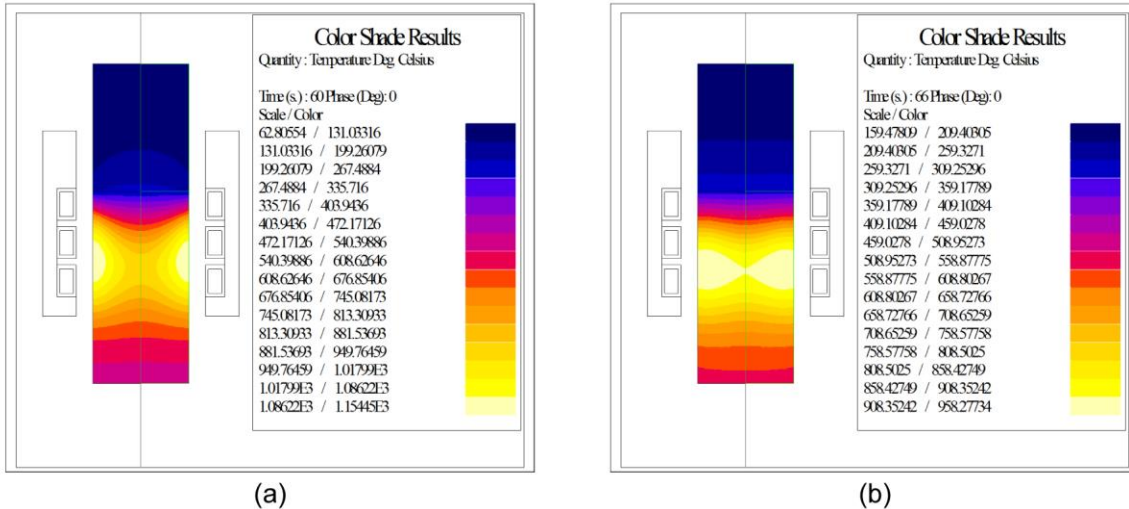 Color Shade Results
Quantity : Temperature Deg. Celsius
Time (s.) : 60 Phase (Deg): 0
Scale / Color
62.80554 / 131.03316
131.03316 / 199.26079
199.26079 / 267.4884
267.4884 / 335.716
335.716 / 403.9436
403.9436 / 472.17126
472.17126 / 540.39886
540.39886 / 608.62646
608.62646 / 676.85406
676.85406 / 745.08173
745.08173 / 813.30933
813.30933 / 881.53693
881.53693 / 949.76459
949.76459 / 1.01799E3
1.01799E3 / 1.08622E3
1.08622E3 / 1.15445E3
(a)
Color Shade Results
Quantity : Temperature Deg. Celsius
Time (s.) : 66 Phase (Deg): 0
Scale / Color
159.47809 / 209.40305
209.40305 / 259.3271
259.3271 / 309.25296
309.25296 / 359.17789
359.17789 / 409.10284
409.10284 / 459.0278
459.0278 / 508.95273
508.95273 / 558.87775
558.87775 / 608.80267
608.80267 / 658.72766
658.72766 / 708.65259
708.65259 / 758.57758
758.57758 / 808.5025
808.5025 / 858.42749
858.42749 / 908.35242
908.35242 / 958.27734
(b)